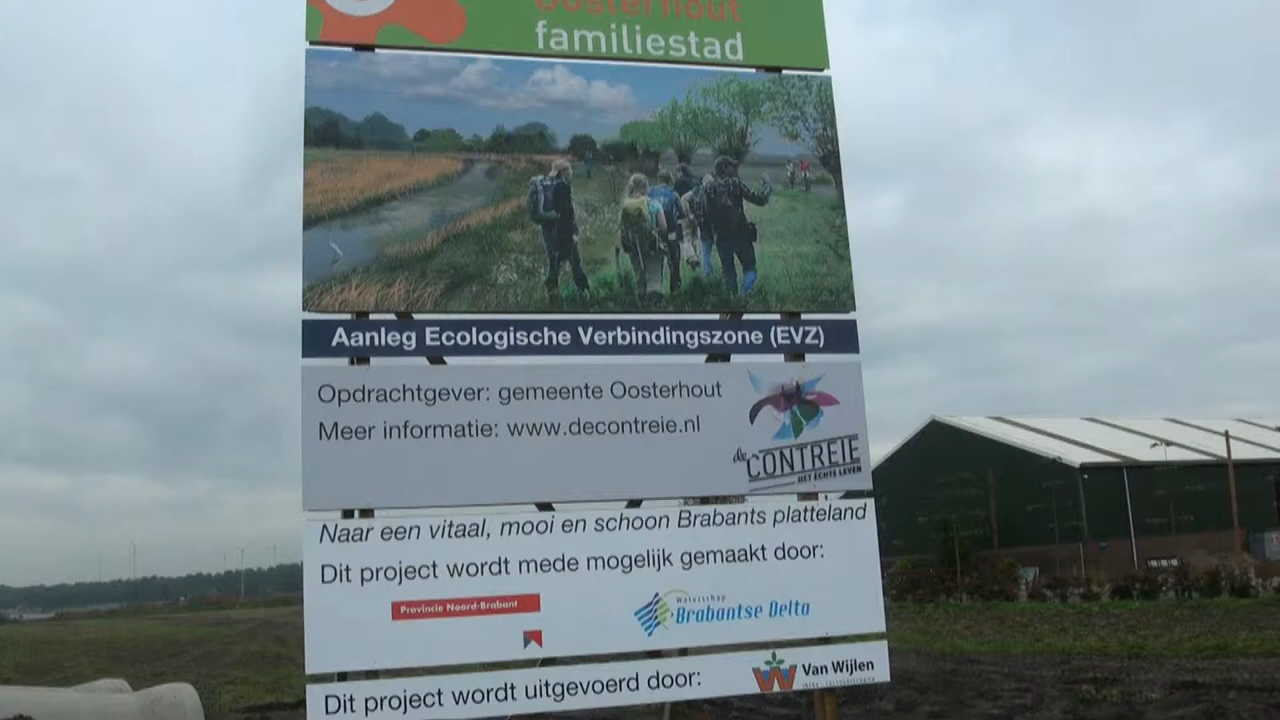 Oosterhout
familiestad
Aanleg Ecologische Verbindingszone (EVZ)
Opdrachtgever: gemeente Oosterhout
Meer informatie: www.decontreie.nl
de CONTREIE
HET ECHTE LEVEN
Naar een vitaal, mooi en schoon Brabants platteland
Dit project wordt mede mogelijk gemaakt door:
Provincie Noord-Brabant
waterschap
Brabantse Delta
Dit project wordt uitgevoerd door:
Van Wijlen